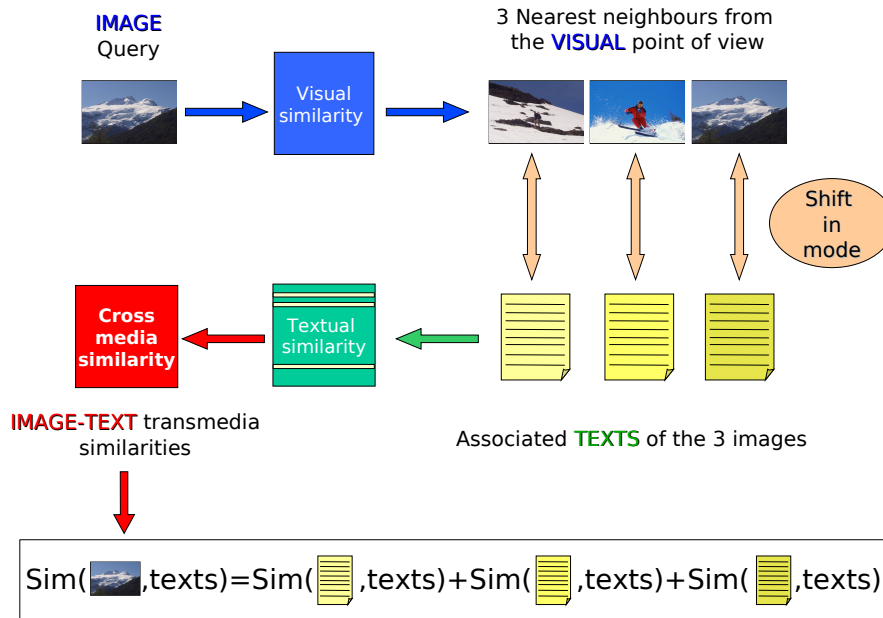 IMAGE
Query
3 Nearest neighbours from
the VISUAL point of view
Visual
similarity
Shift
in
mode
Cross
media
similarity
Textual
similarity
IMAGE-TEXT transmedia
similarities
Associated TEXTS of the 3 images
Sim( ,texts)=Sim( ,texts)+Sim( ,texts)+Sim( ,texts)